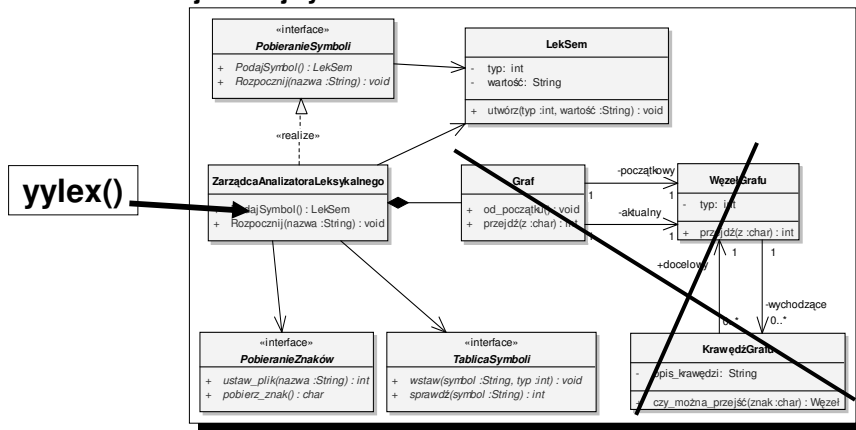 «interface»
PobieranieSymboli
+ PodajSymbol() : LekSem
+ Rozpocznij(nazwa :String) : void
LekSem
- typ: int
- wartość: String
+ utwórz(typ :int, wartość :String) : void
«realize»
yylex()
ZarządcaAnalizatoraLeksykalnego
PodajSymbol() : LekSem
Rozpocznij(nazwa :String) : void
Graf
+ od_początku() : void
+ przejdź(z :char) : int
-początkowy
1
1
-aktualny
1
1
WęzełGrafu
- typ: int
+ przejdź(z :char) : int
+docelowy
1
1
-wychodzące
0..*
0..*
«interface»
PobieranieZnaków
+ ustaw_plik(nazwa :String) : int
+ pobierz_znak() : char
«interface»
TablicaSymboli
+ wstaw(symbol :String, typ :int) : void
+ sprawdź(symbol :String) : int
KrawędźGrafu
- opis_krawędzi: String
+ czy_można_przejść(znak :char) : Węzeł